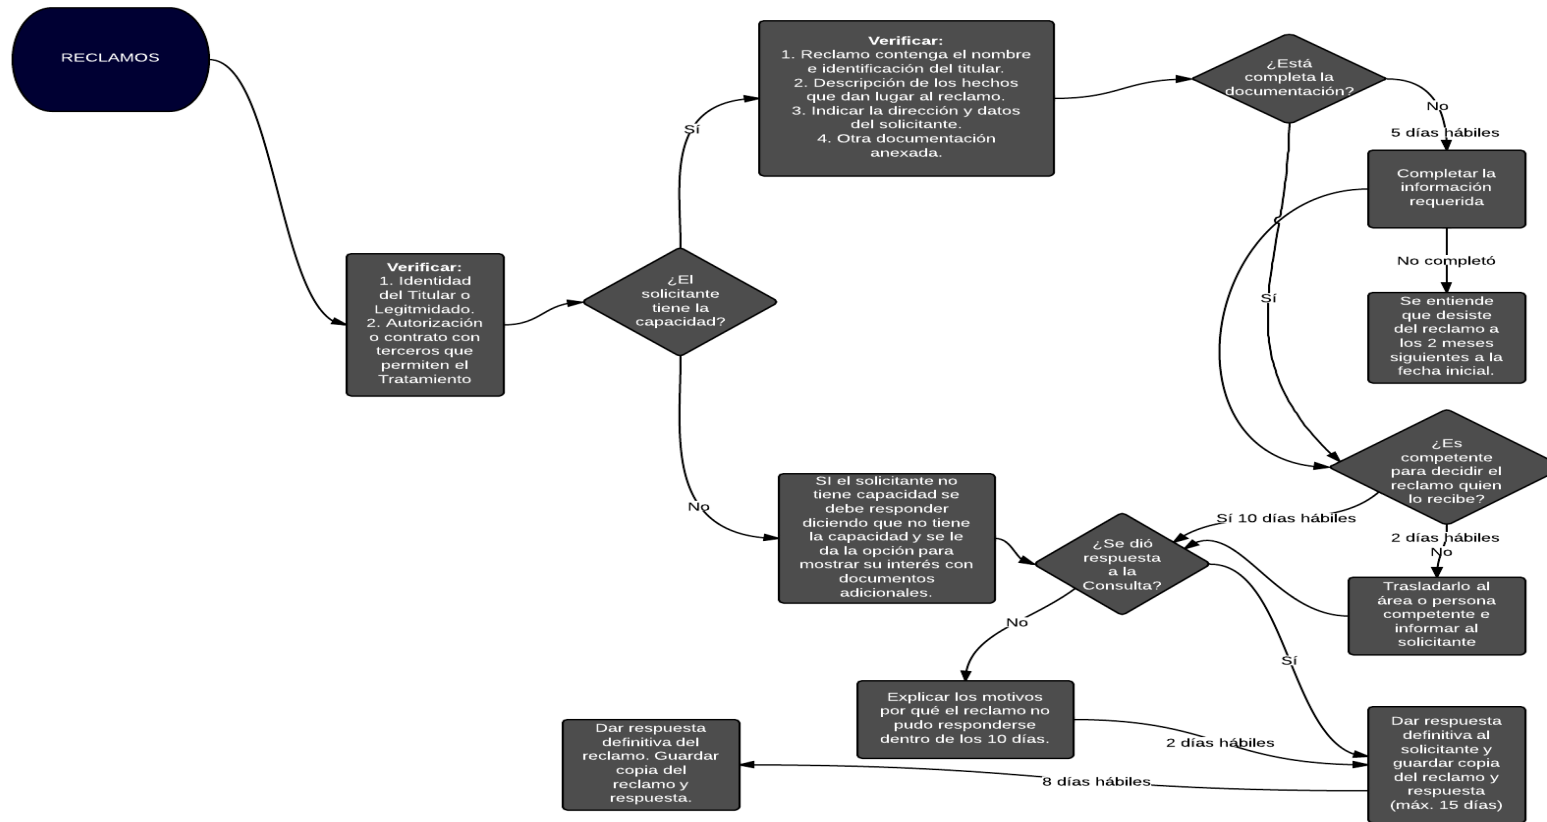 RECLAMOS
Verificar:
1. Identidad
del Titular o
Legitmidado.
2. Autorización
o contrato con
terceros que
permiten el
Tratamiento
¿El
solicitante
tiene la
capacidad?
Sí
Verificar:
1. Reclamo contenga el nombre
e identificación del titular.
2. Descripción de los hechos
que dan lugar al reclamo.
3. Indicar la dirección y datos
del solicitante.
4. Otra documentación
anexada.
¿Está
completa la
documentación?
No
5 días hábiles
Completar la
información
requerida
No completó
Se entiende
que desiste
del reclamo a
los 2 meses
siguientes a la
fecha inicial.
Sí
¿Es
competente
para decidir el
reclamo quien
lo recibe?
Sí 10 días hábiles
2 días hábiles
No
Trasladarlo al
área o persona
competente e
informar al
solicitante
No
SI el solicitante no
tiene capacidad se
debe responder
diciendo que no tiene
la capacidad y se le
da la opción para
mostrar su interés con
documentos
adicionales.
¿Se dió
respuesta
a la
Consulta?
No
Sí
Explicar los motivos
por qué el reclamo no
pudo responderse
dentro de los 10 días.
2 días hábiles
Dar respuesta
definitiva al
solicitante y
guardar copia
del reclamo y
respuesta
(máx. 15 días)
8 días hábiles
Dar respuesta
definitiva del
reclamo. Guardar
copia del
reclamo y
respuesta.